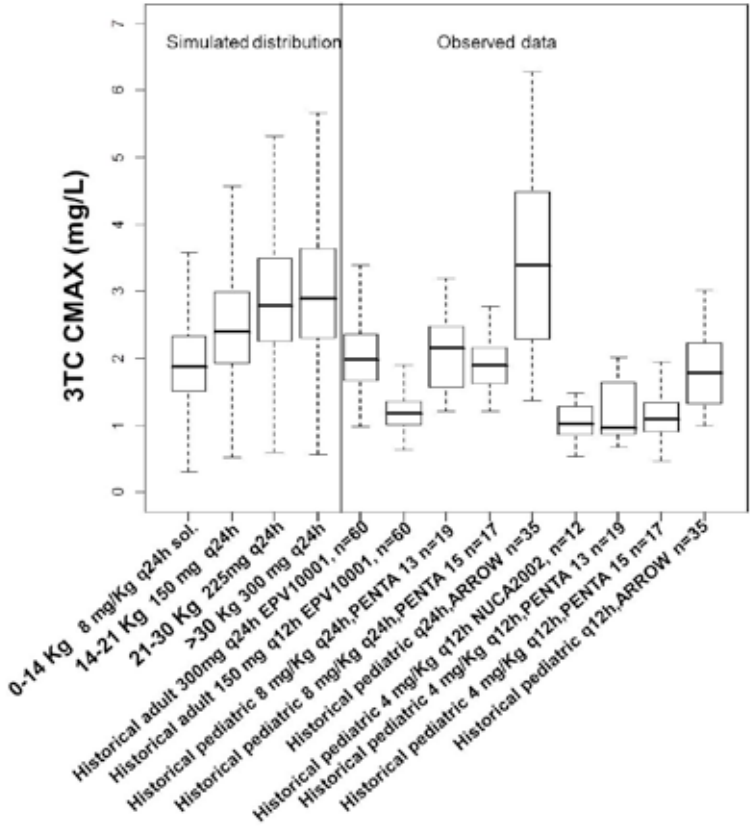 7
6
5
4
3
2
1
0
3TC CMAX (mg/L)
Simulated distribution
Observed data
0-14 Kg 8 mg/Kg q24h sol.
14-21 Kg 150 mg q24h
21-30 Kg 225mg q24h
>30 Kg 300 mg q24h
Historical adult 300mg q24h EPV10001, n=60
Historical adult 150 mg q12h EPV10001, n=60
Historical pediatric 8 mg/Kg q24h,PENTA 13 n=19
Historical pediatric 8 mg/Kg q24h,PENTA 15 n=17
Historical pediatric q24h,ARROW n=35
Historical pediatric 4 mg/Kg q12h NUCA2002, n=12
Historical pediatric 4 mg/Kg q12h,PENTA 13 n=19
Historical pediatric 4 mg/Kg q12h,PENTA 15 n=17
Historical pediatric q12h,ARROW n=35